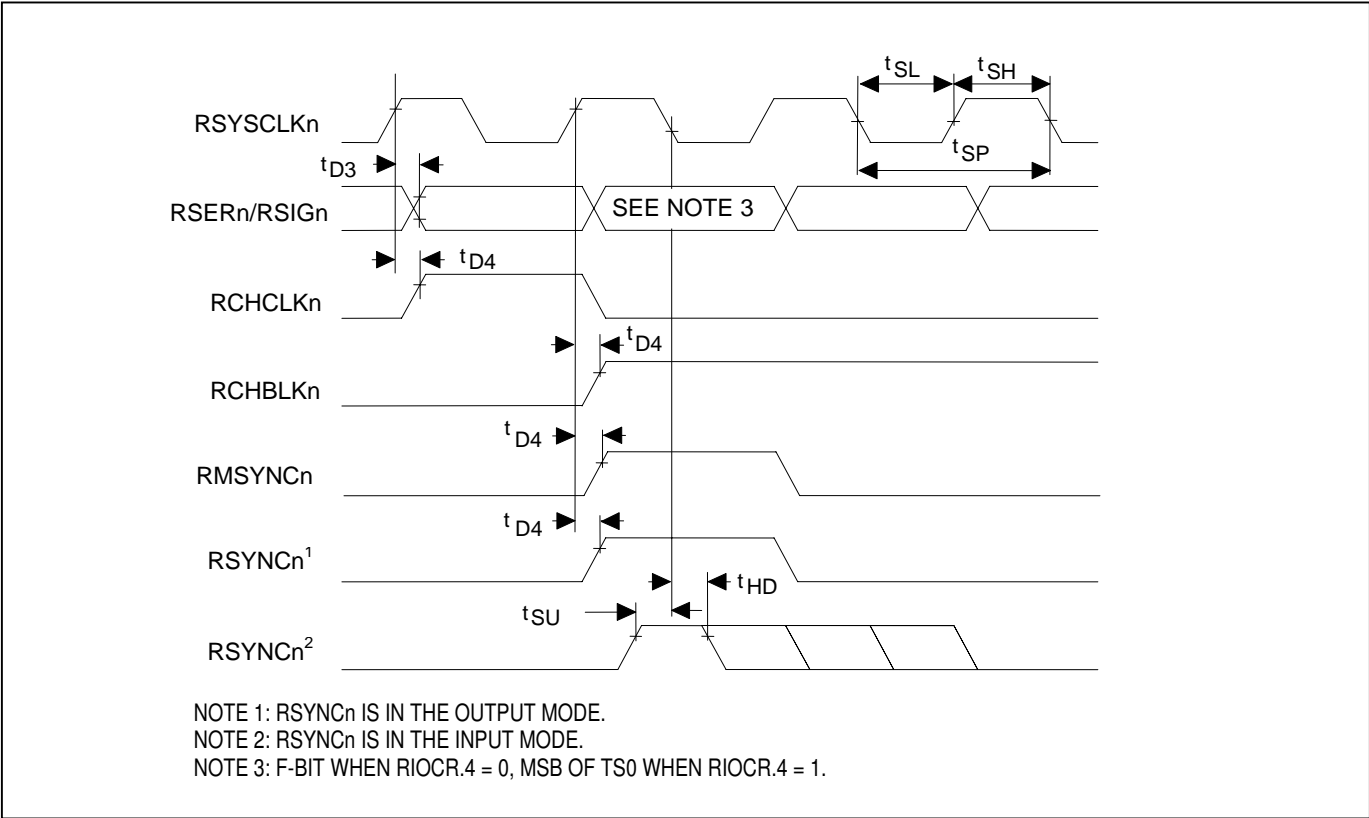 tSL
tSH
RSYSCLKn
tSP
tD3
RSERn/RSIGn
SEE NOTE 3
tD4
RCHCLKn
tD4
RCHBLKn
tD4
RMSYNCn
tD4
RSYNCn1
tHD
tSU
RSYNCn2
NOTE 1: RSYNCn IS IN THE OUTPUT MODE.
NOTE 2: RSYNCn IS IN THE INPUT MODE.
NOTE 3: F-BIT WHEN RIOCR.4 = 0, MSB OF TS0 WHEN RIOCR.4 = 1.